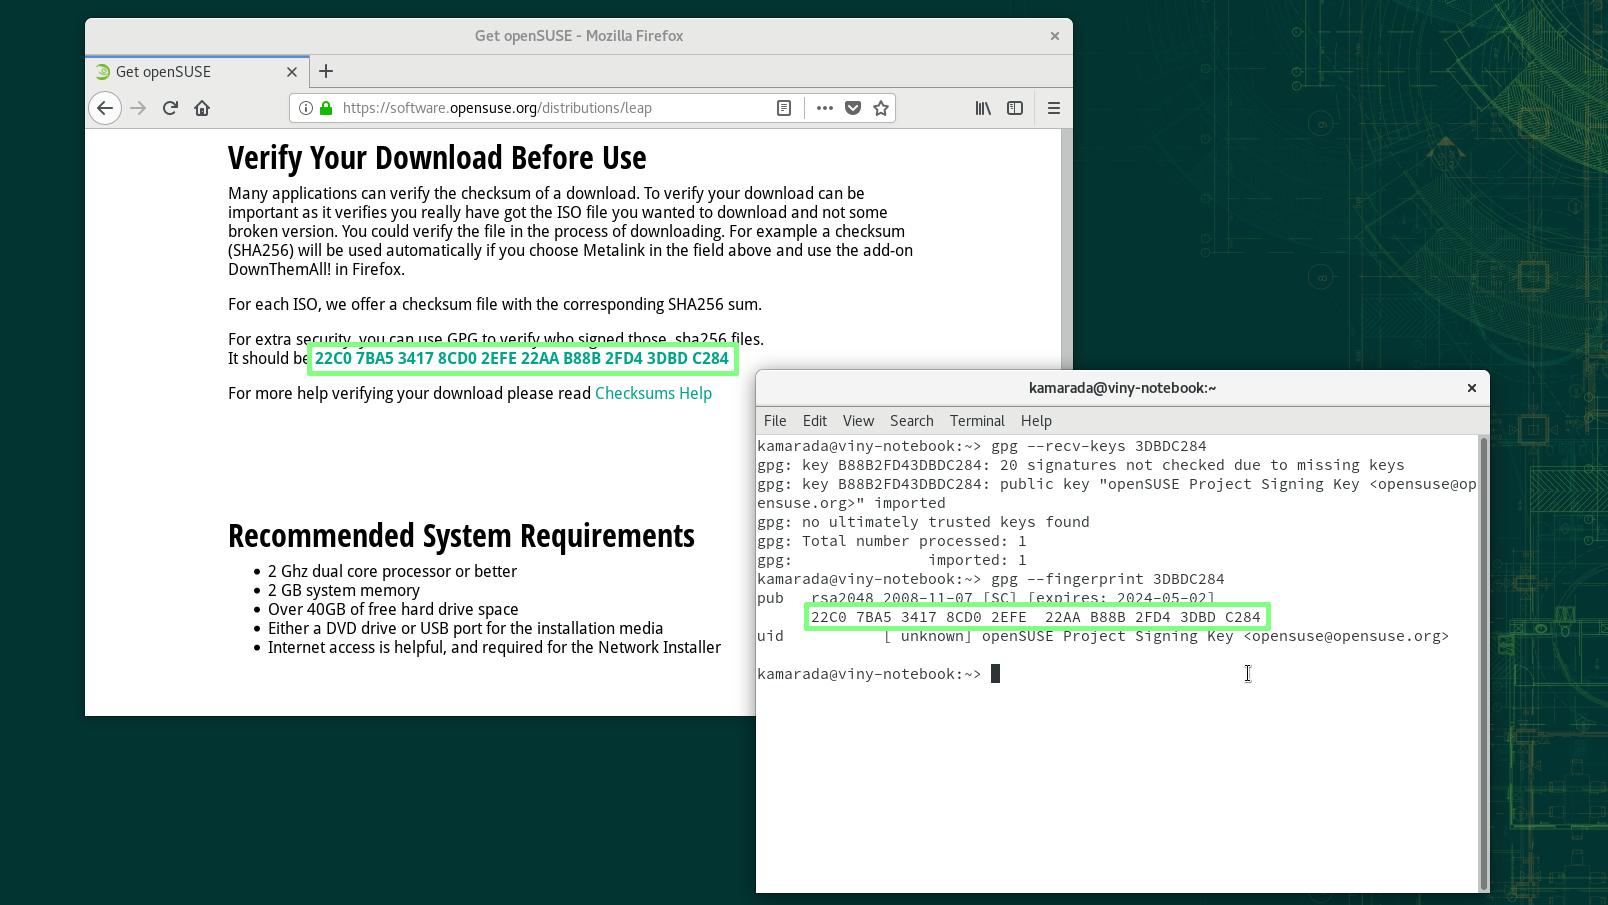 Get openSUSE - Mozilla Firefox
Get openSUSE
https://software.opensuse.org/distributions/leap
Verify Your Download Before Use
Many applications can verify the checksum of a download. To verify your download can be
important as it verifies you really have got the ISO file you wanted to download and not some
broken version. You could verify the file in the process of downloading. For example a checksum
(SHA256) will be used automatically if you choose Metalink in the field above and use the add-on
DownThemAll! in Firefox.
For each ISO, we offer a checksum file with the corresponding SHA256 sum.
For extra security, you can use GPG to verify who signed those .sha256 files.
It should be 22C0 7BA5 3417 8CD0 2EFE 22AA B88B 2FD4 3DBD C284
For more help verifying your download please read Checksums Help
Recommended System Requirements
• 2 Ghz dual core processor or better
• 2 GB system memory
• Over 40GB of free hard drive space
• Either a DVD drive or USB port for the installation media
• Internet access is helpful, and required for the Network Installer
kamarada@viny-notebook:~
File Edit View Search Terminal Help
kamarada@viny-notebook:~> gpg --recv-keys 3DBDC284
gpg: key B88B2FD43DBDC284: 20 signatures not checked due to missing keys
gpg: key B88B2FD43DBDC284: public key "openSUSE Project Signing Key <opensuse@op
ensuse.org>" imported
gpg: no ultimately trusted keys found
gpg: Total number processed: 1
gpg:               imported: 1
kamarada@viny-notebook:~> gpg --fingerprint 3DBDC284
pub   rsa2048 2008-11-07 [SC] [expires: 2024-05-02]
      22C0 7BA5 3417 8CD0 2EFE  22AA B88B 2FD4 3DBD C284
uid           [ unknown] openSUSE Project Signing Key <opensuse@opensuse.org>
kamarada@viny-notebook:~>